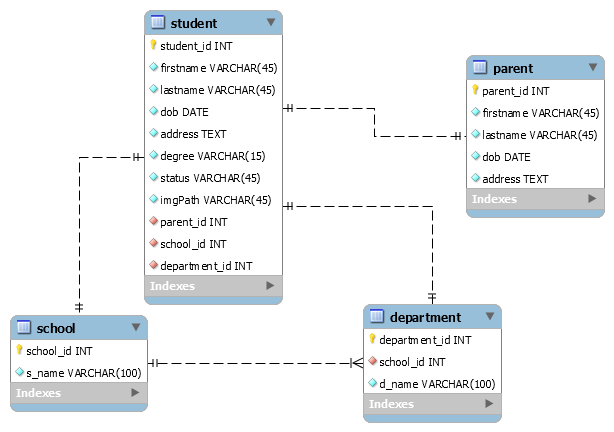 student
student_id INT
firstname VARCHAR(45)
lastname VARCHAR(45)
dob DATE
address TEXT
degree VARCHAR(15)
status VARCHAR(45)
imgPath VARCHAR(45)
parent_id INT
school_id INT
department_id INT
Indexes
parent
parent_id INT
firstname VARCHAR(45)
lastname VARCHAR(45)
dob DATE
address TEXT
Indexes
school
school_id INT
s_name VARCHAR(100)
Indexes
department
department_id INT
school_id INT
d_name VARCHAR(100)
Indexes